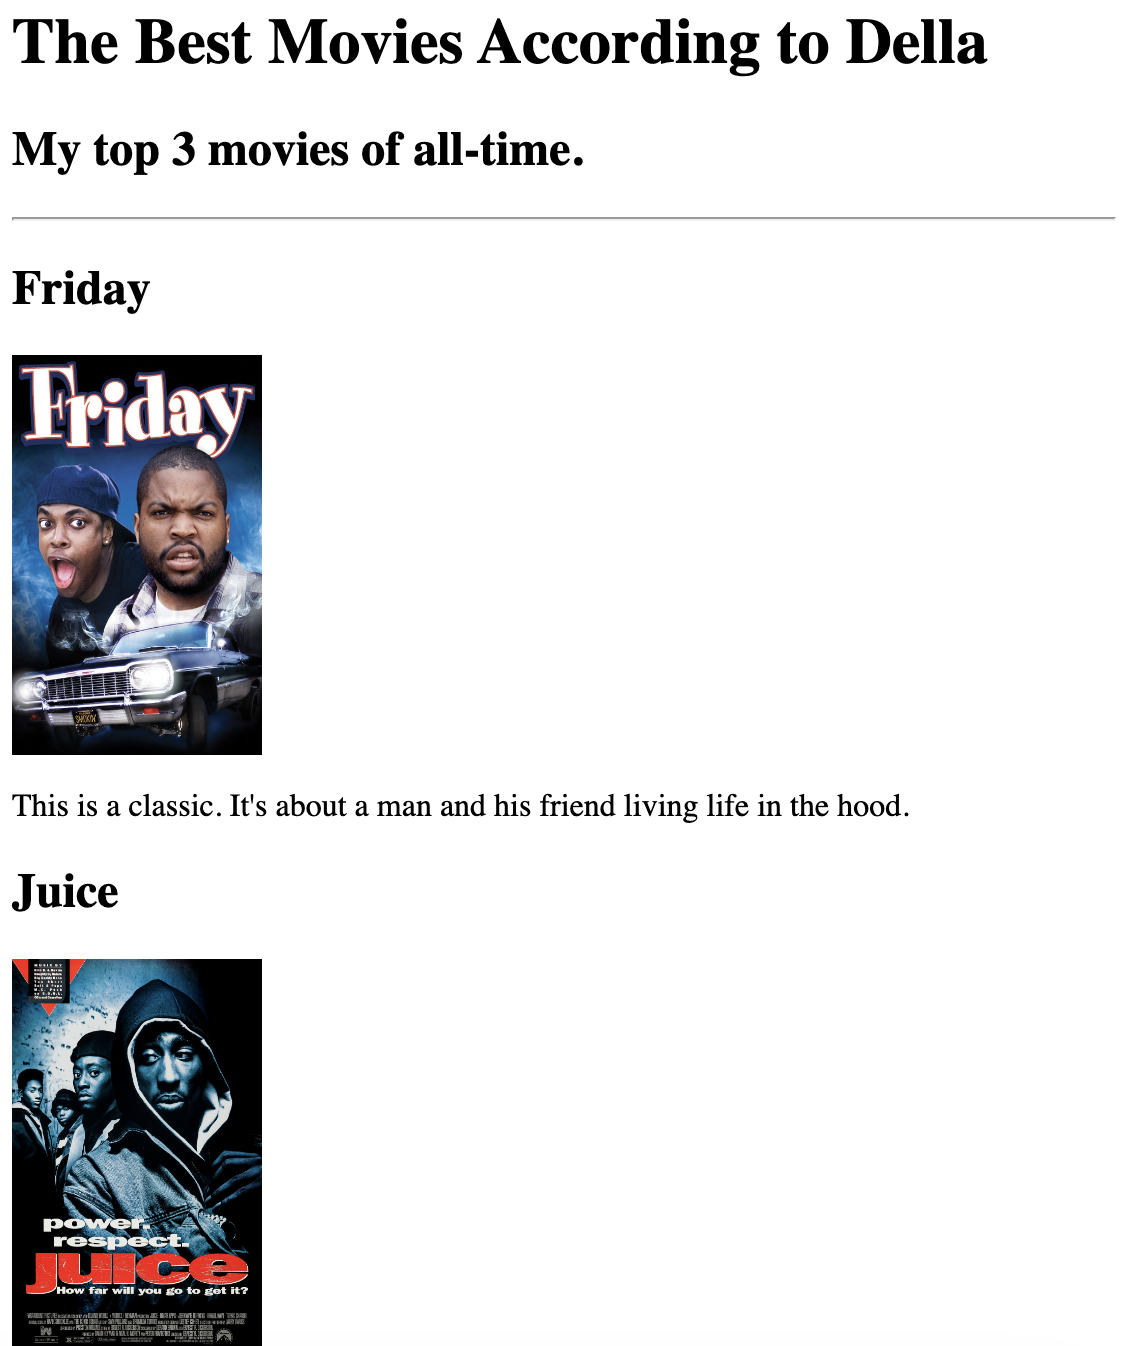 The Best Movies According to Della
My top 3 movies of all-time.
Friday
Friday
This is a classic. It's about a man and his friend living life in the hood.
Juice
MUSIC BY
power.
respect.
juice
How far will you go to get it?